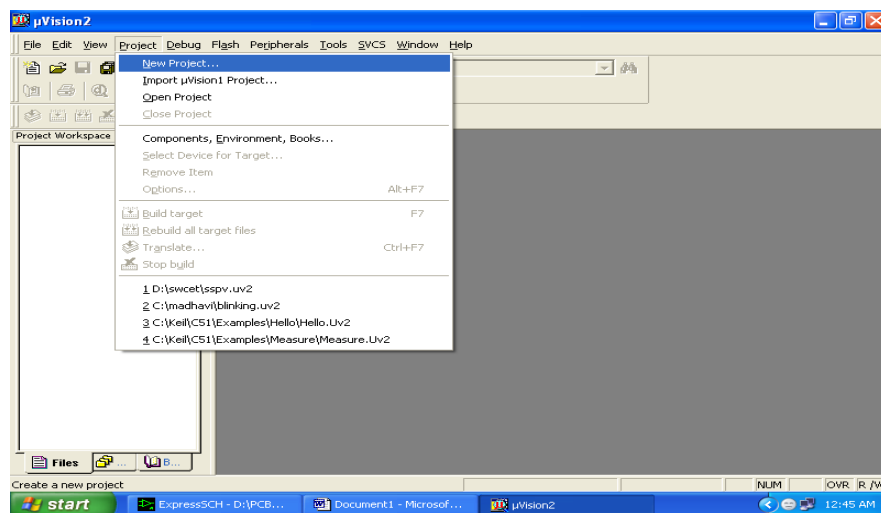 µVision2
File Edit View Project Debug Flash Peripherals Tools SVCS Window Help
New Project...
Import µVision1 Project...
Open Project
Close Project
Components, Environment, Books...
Select Device for Target...
Remove Item
Options... Alt+F7
Build target F7
Rebuild all target files
Translate... Ctrl+F7
Stop build
1 D:\swcet\sspv.uv2
2 C:\madhavi\blinking.uv2
3 C:\Keil\C51\Examples\Hello\Hello.Uv2
4 C:\Keil\C51\Examples\Measure\Measure.Uv2
Project Workspace
Files ... B...
Create a new project NUM OVR R/W
start ExpressSCH - D:\PCB... Document1 - Microsof... µVision2 12:45 AM